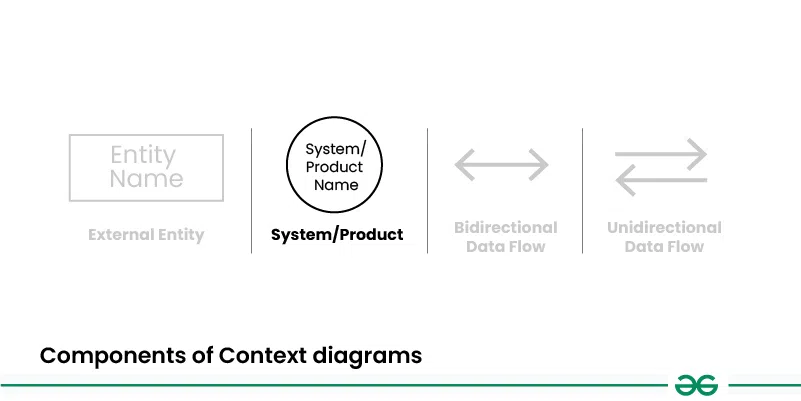 Entity
Name
System/
Product
Name
External Entity
System/Product
Bidirectional
Data Flow
Unidirectional
Data Flow
Components of Context diagrams